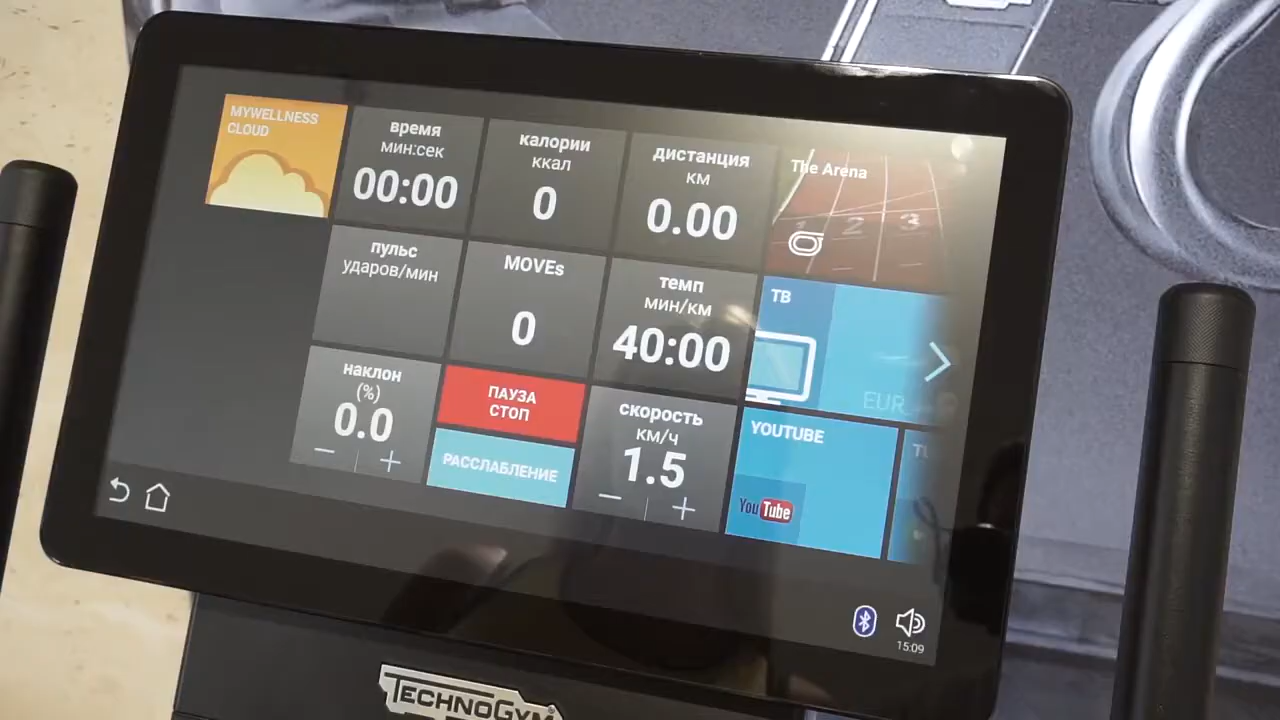 MYWELLNESS
CLOUD
время
мин:сек
00:00
калории
ккал
0
дистанция
км
0.00
The Arena
1 2 3
пульс
ударов/мин
MOVEs
0
темп
мин/км
40:00
ТВ
EUR
наклон
(%)
0.0
− +
ПАУЗА
СТОП
РАССЛАБЛЕНИЕ
скорость
км/ч
1.5
− +
YOUTUBE
YouTube
15:09
TECHNOGYM